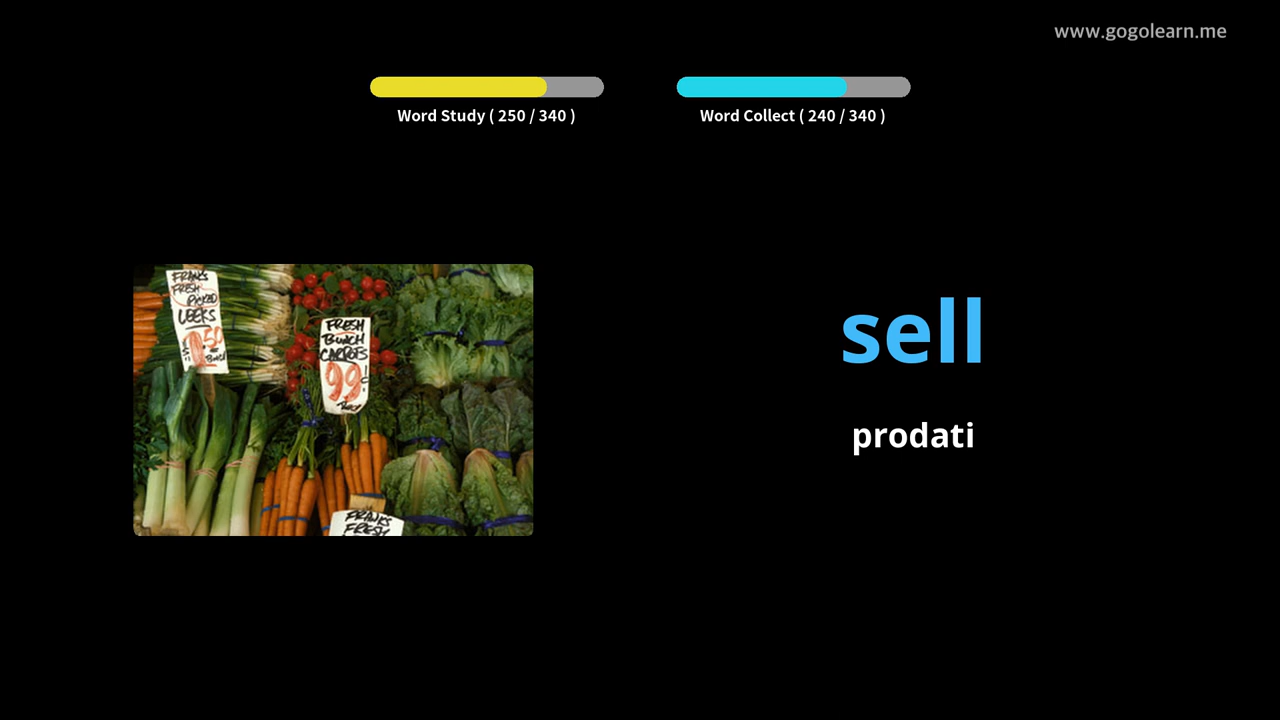 www.gogolearn.me
Word Study ( 250 / 340 )
Word Collect ( 240 / 340 )
sell
prodati
FRANKS
FRESH
PICKED
LEEKS
FRESH
BUNCH
CARROTS
99¢
FRANKS
FRESH